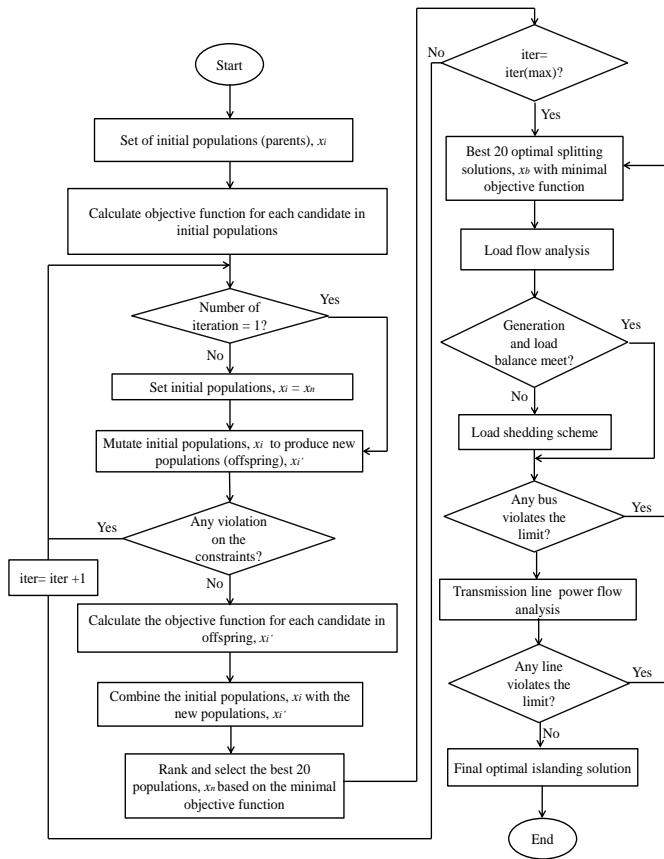 Start
Set of initial populations (parents), xi
Calculate objective function for each candidate in
initial populations
Number of
iteration = 1?
Yes
No
Set initial populations, xi = xn
Mutate initial populations, xi to produce new
populations (offspring), xi'
Any violation
on the
constraints?
Yes
No
iter= iter +1
Calculate the objective function for each candidate in
offspring, xi'
Combine the initial populations, xi with the
new populations, xi'
Rank and select the best 20
populations, xn based on the minimal
objective function
iter=
iter(max)?
No
Yes
Best 20 optimal splitting
solutions, xb with minimal
objective function
Load flow analysis
Generation
and load
balance meet?
Yes
No
Load shedding scheme
Any bus
violates the
limit?
Yes
Transmission line power flow
analysis
Any line
violates the
limit?
Yes
No
Final optimal islanding solution
End